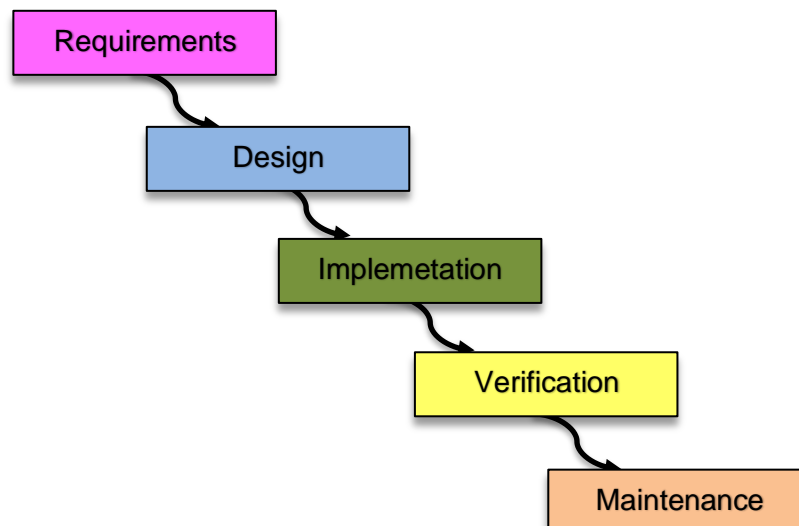 Requirements
Design
Implemetation
Verification
Maintenance